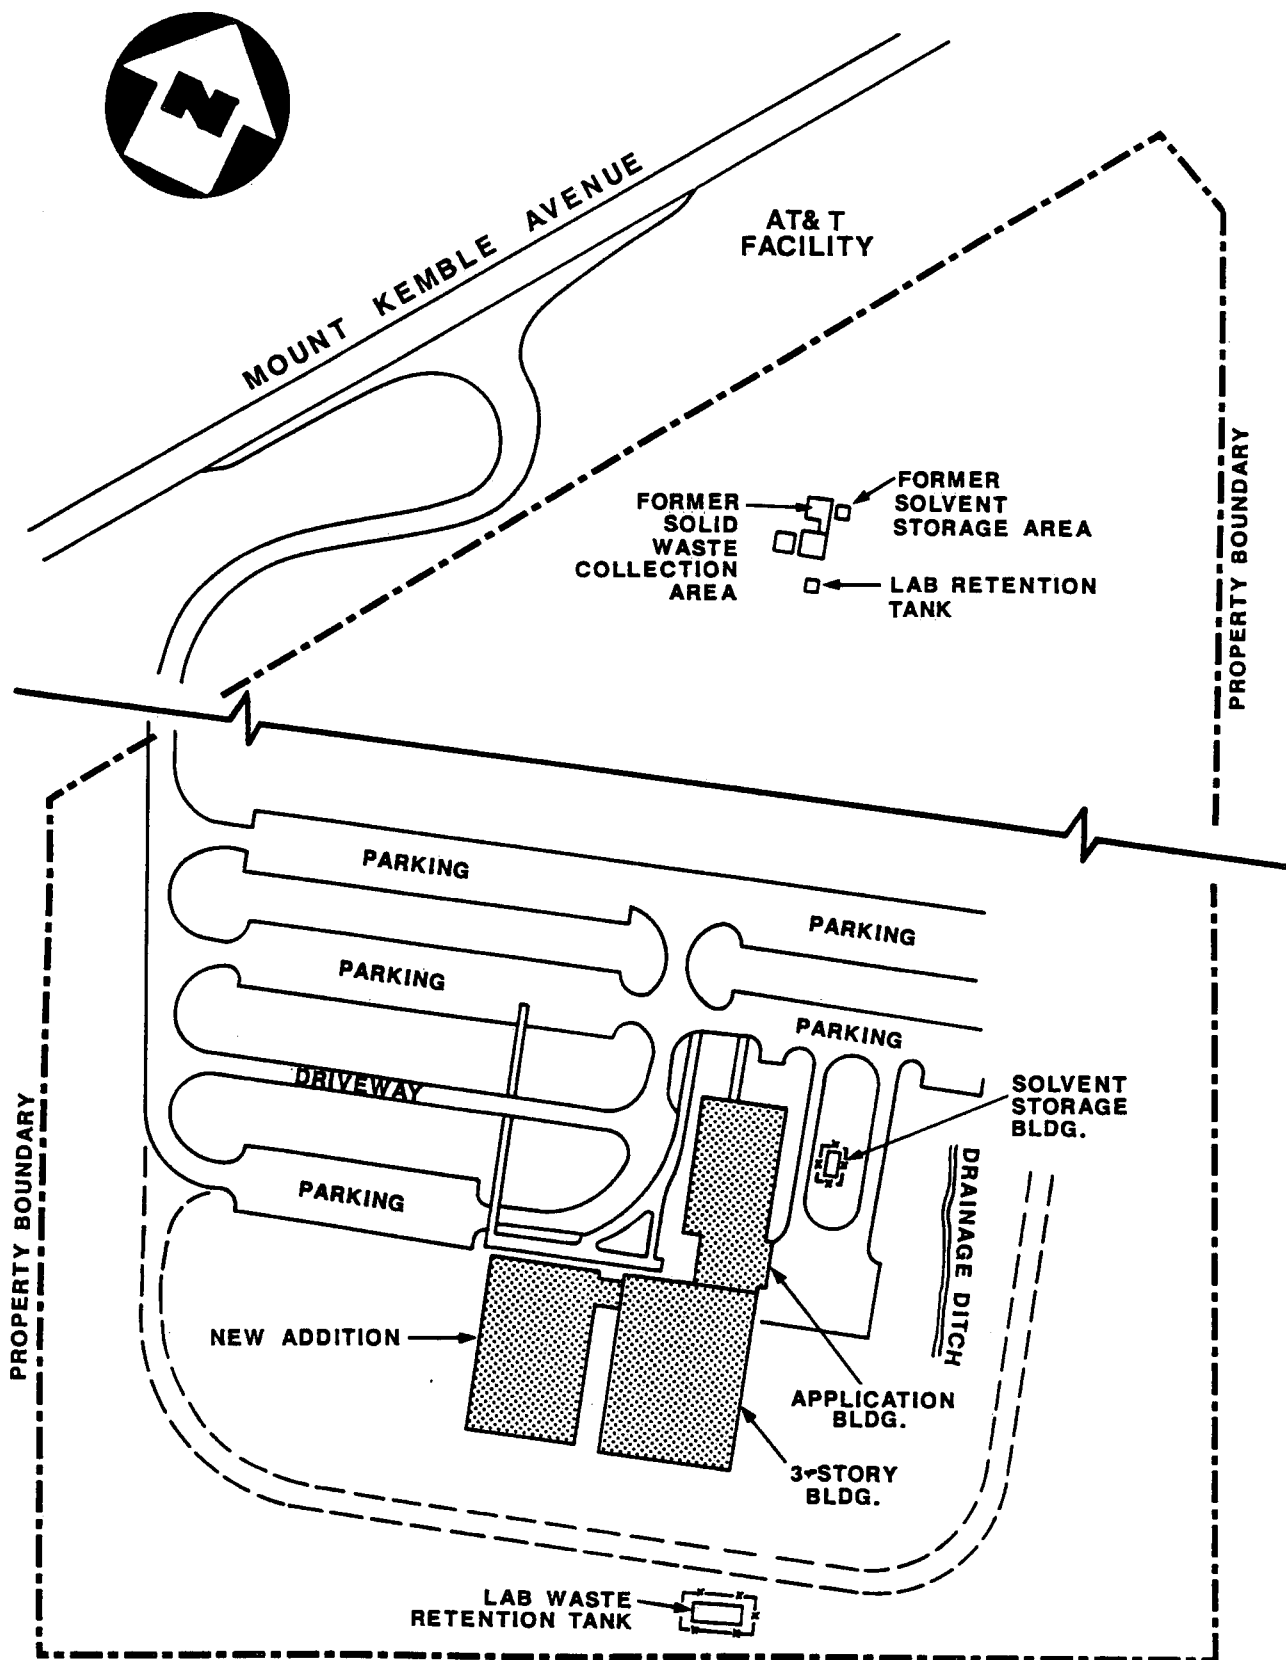 N
MOUNT KEMBLE AVENUE
AT&T
FACILITY
FORMER
SOLID
WASTE
COLLECTION
AREA
FORMER
SOLVENT
STORAGE AREA
LAB RETENTION
TANK
PROPERTY BOUNDARY
PARKING
PARKING
PARKING
PARKING
DRIVEWAY
SOLVENT
STORAGE
BLDG.
PROPERTY BOUNDARY
PARKING
DRAINAGE DITCH
NEW ADDITION
APPLICATION
BLDG.
3-STORY
BLDG.
LAB WASTE
RETENTION TANK